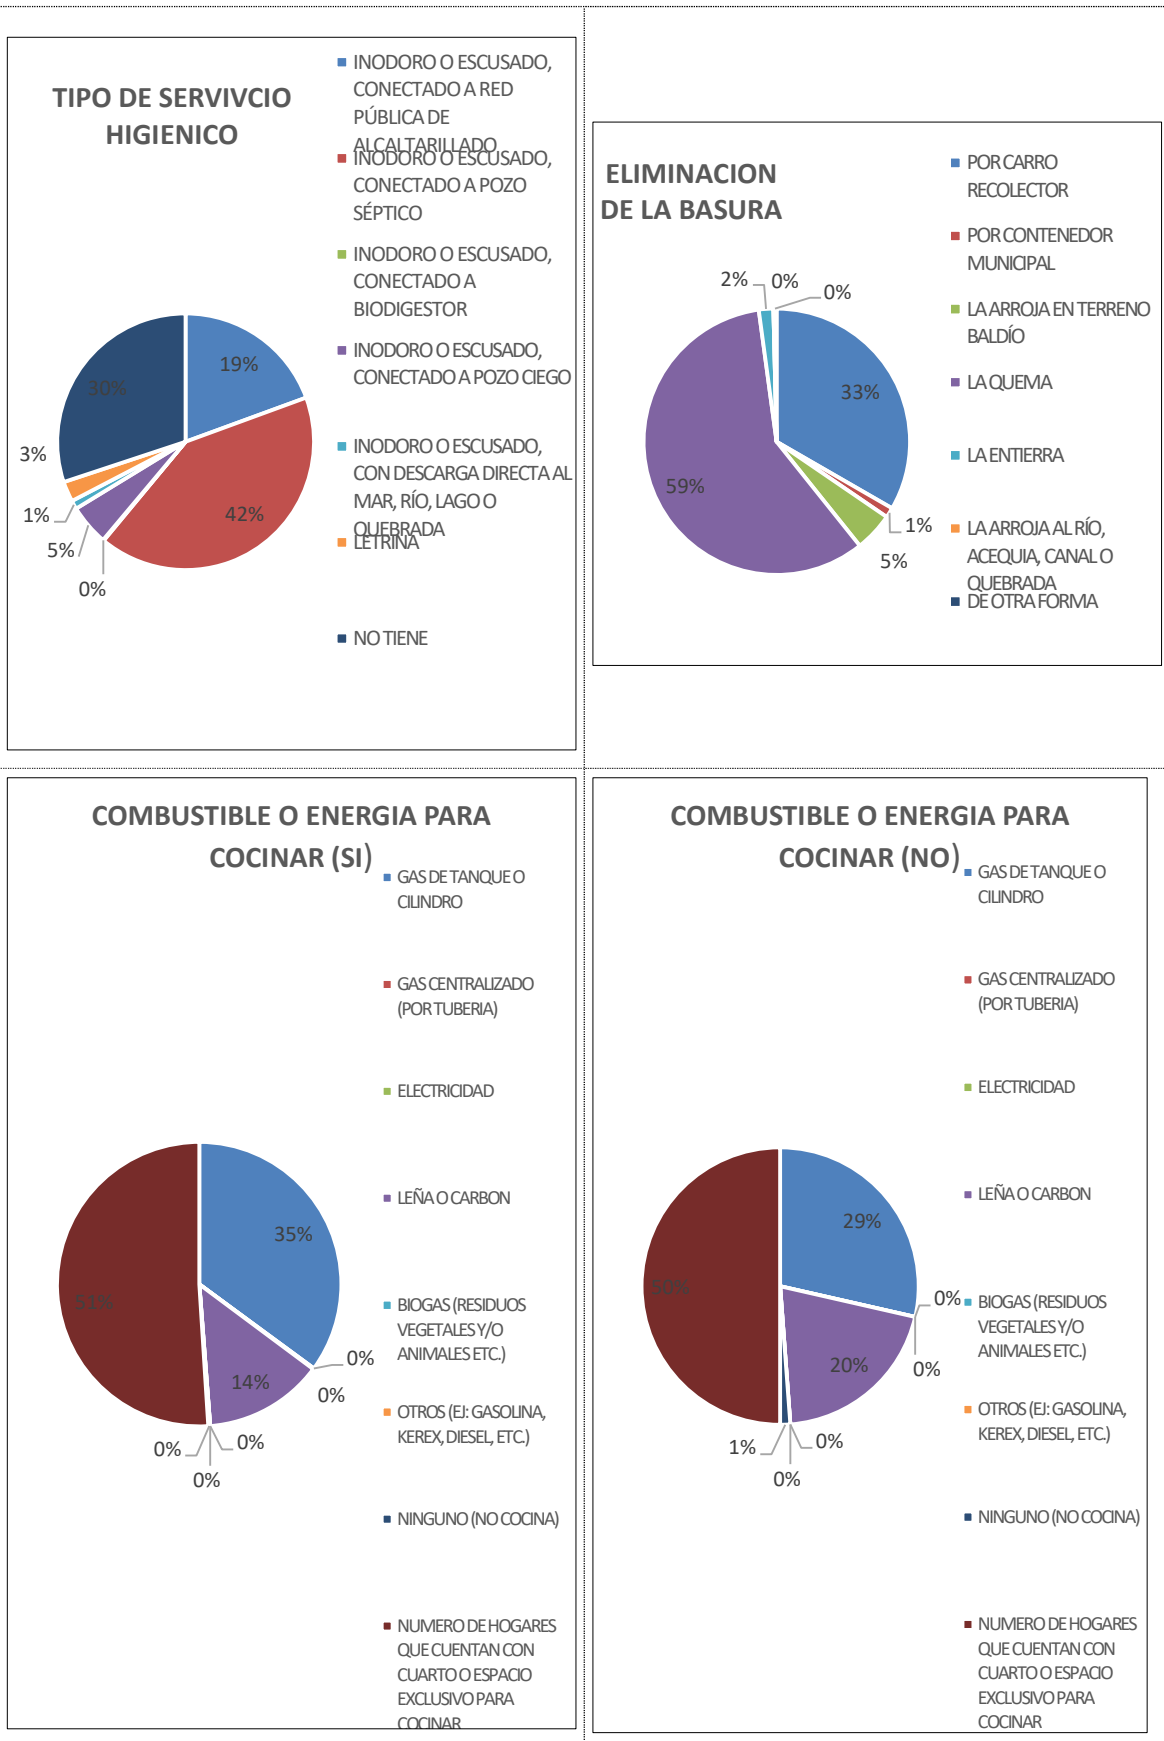 TIPO DE SERVIVCIO
HIGIENICO
INODORO O ESCUSADO,
CONECTADO A RED
PÚBLICA DE
ALCALTARILLADO
INODORO O ESCUSADO,
CONECTADO A POZO
SÉPTICO
INODORO O ESCUSADO,
CONECTADO A
BIODIGESTOR
INODORO O ESCUSADO,
CONECTADO A POZO CIEGO
INODORO O ESCUSADO,
CON DESCARGA DIRECTA AL
MAR, RÍO, LAGO O
QUEBRADA
LETRINA
NO TIENE
19%
42%
0%
5%
1%
3%
30%
ELIMINACION
DE LA BASURA
POR CARRO
RECOLECTOR
POR CONTENEDOR
MUNICIPAL
LA ARROJA EN TERRENO
BALDÍO
LA QUEMA
LA ENTIERRA
LA ARROJA AL RÍO,
ACEQUIA, CANAL O
QUEBRADA
DE OTRA FORMA
33%
1%
5%
59%
2%
0%
0%
COMBUSTIBLE O ENERGIA PARA
COCINAR (SI)
GAS DE TANQUE O
CILINDRO
GAS CENTRALIZADO
(POR TUBERIA)
ELECTRICIDAD
LEÑA O CARBON
BIOGAS (RESIDUOS
VEGETALES Y/O
ANIMALES ETC.)
OTROS (EJ: GASOLINA,
KEREX, DIESEL, ETC.)
NINGUNO (NO COCINA)
NUMERO DE HOGARES
QUE CUENTAN CON
CUARTO O ESPACIO
EXCLUSIVO PARA
COCINAR
35%
0%
0%
14%
0%
0%
0%
51%
COMBUSTIBLE O ENERGIA PARA
COCINAR (NO)
GAS DE TANQUE O
CILINDRO
GAS CENTRALIZADO
(POR TUBERIA)
ELECTRICIDAD
LEÑA O CARBON
BIOGAS (RESIDUOS
VEGETALES Y/O
ANIMALES ETC.)
OTROS (EJ: GASOLINA,
KEREX, DIESEL, ETC.)
NINGUNO (NO COCINA)
NUMERO DE HOGARES
QUE CUENTAN CON
CUARTO O ESPACIO
EXCLUSIVO PARA
COCINAR
29%
0%
0%
20%
0%
0%
1%
50%